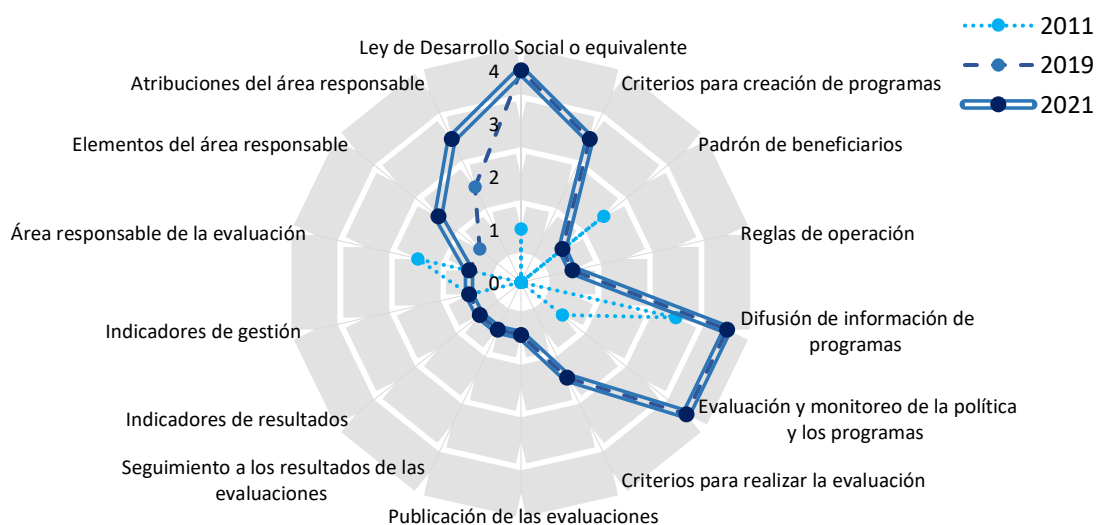 2011
2019
2021
Ley de Desarrollo Social o equivalente
Criterios para creación de programas
Padrón de beneficiarios
Reglas de operación
Difusión de información de
programas
Evaluación y monitoreo de la política
y los programas
Criterios para realizar la evaluación
Publicación de las evaluaciones
Seguimiento a los resultados de las
evaluaciones
Indicadores de resultados
Indicadores de gestión
Área responsable de la evaluación
Elementos del área responsable
Atribuciones del área responsable
4
3
2
1
0